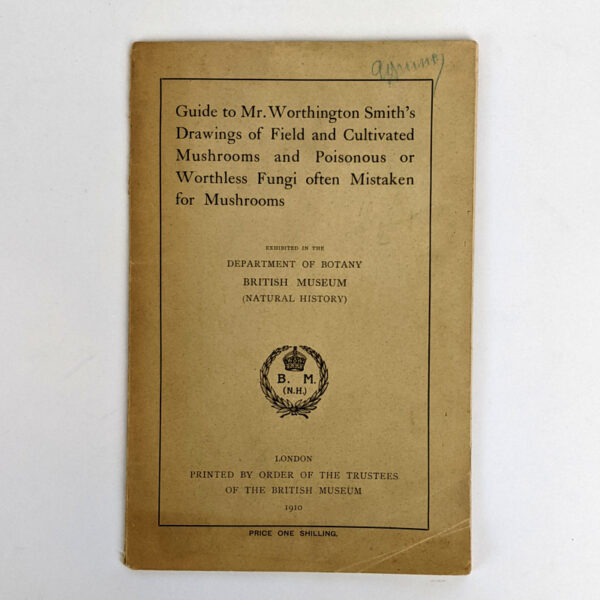 Guide to Mr. Worthington Smith's
Drawings of Field and Cultivated
Mushrooms and Poisonous or
Worthless Fungi often Mistaken
for Mushrooms
EXHIBITED IN THE
DEPARTMENT OF BOTANY
BRITISH MUSEUM
(NATURAL HISTORY)
B. M.
(N.H.)
LONDON
PRINTED BY ORDER OF THE TRUSTEES
OF THE BRITISH MUSEUM
1910
PRICE ONE SHILLING.